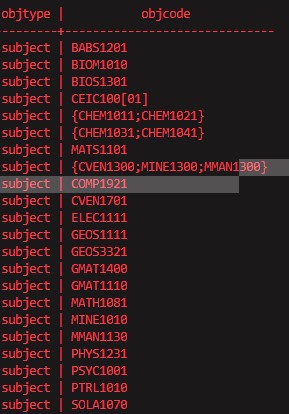 objtype | objcode
---------+------------------------------
subject | BABS1201
subject | BIOM1010
subject | BIOS1301
subject | CEIC100[01]
subject | {CHEM1011;CHEM1021}
subject | {CHEM1031;CHEM1041}
subject | MATS1101
subject | {CVEN1300;MINE1300;MMAN1300}
subject | COMP1921
subject | CVEN1701
subject | ELEC1111
subject | GEOS1111
subject | GEOS3321
subject | GMAT1400
subject | GMAT1110
subject | MATH1081
subject | MINE1010
subject | MMAN1130
subject | PHYS1231
subject | PSYC1001
subject | PTRL1010
subject | SOLA1070